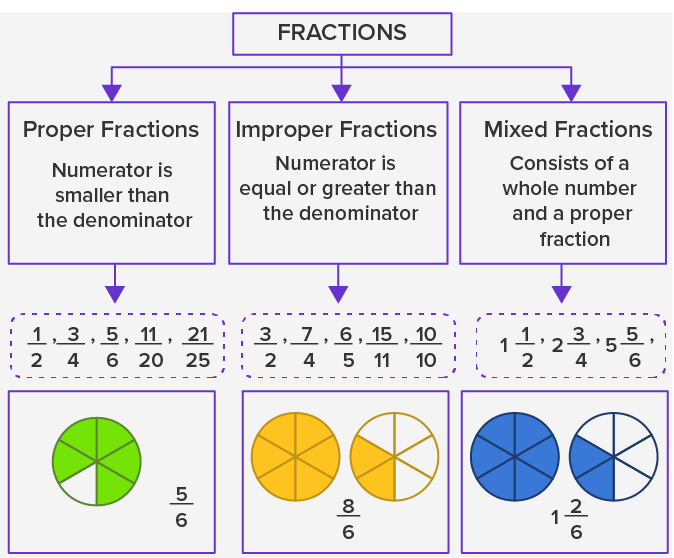 FRACTIONS
Proper Fractions
Numerator is
smaller than
the denominator
Improper Fractions
Numerator is
equal or greater than
the denominator
Mixed Fractions
Consists of a
whole number
and a proper
fraction
1/2, 3/4, 5/6, 11/20, 21/25
3/2, 7/4, 6/5, 15/11, 10/10
1 1/2, 2 3/4, 5 5/6,
5/6
8/6
1 2/6